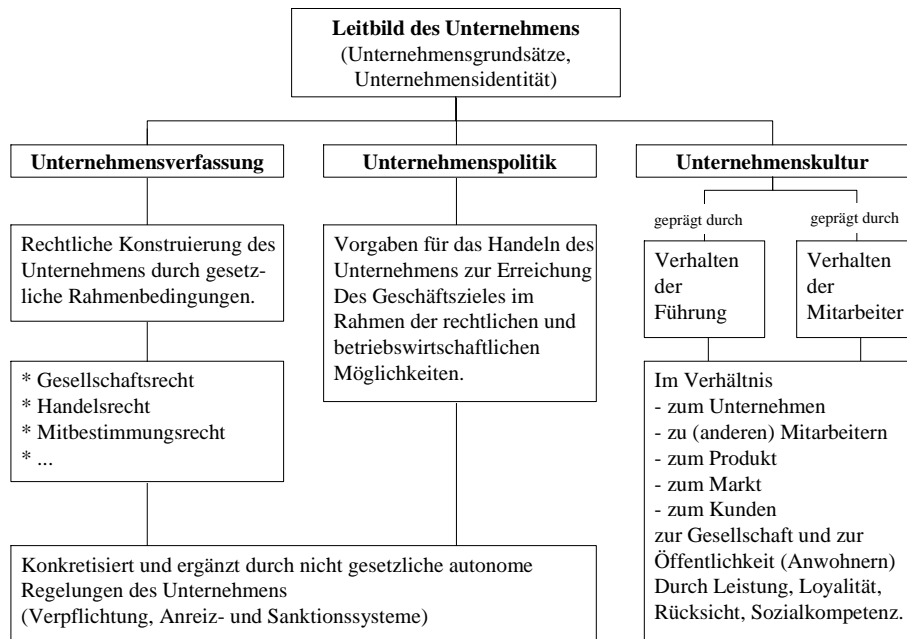 Leitbild des Unternehmens
(Unternehmensgrundsätze,
Unternehmensidentität)
Unternehmensverfassung
Rechtliche Konstruierung des
Unternehmens durch gesetz-
liche Rahmenbedingungen.
* Gesellschaftsrecht
* Handelsrecht
* Mitbestimmungsrecht
* ...
Unternehmenspolitik
Vorgaben für das Handeln des
Unternehmens zur Erreichung
Des Geschäftszieles im
Rahmen der rechtlichen und
betriebswirtschaftlichen
Möglichkeiten.
Konkretisiert und ergänzt durch nicht gesetzliche autonome
Regelungen des Unternehmens
(Verpflichtung, Anreiz- und Sanktionssysteme)
Unternehmenskultur
geprägt durch
Verhalten
der
Führung
geprägt durch
Verhalten
der
Mitarbeiter
Im Verhältnis
- zum Unternehmen
- zu (anderen) Mitarbeitern
- zum Produkt
- zum Markt
- zum Kunden
zur Gesellschaft und zur
Öffentlichkeit (Anwohnern)
Durch Leistung, Loyalität,
Rücksicht, Sozialkompetenz.